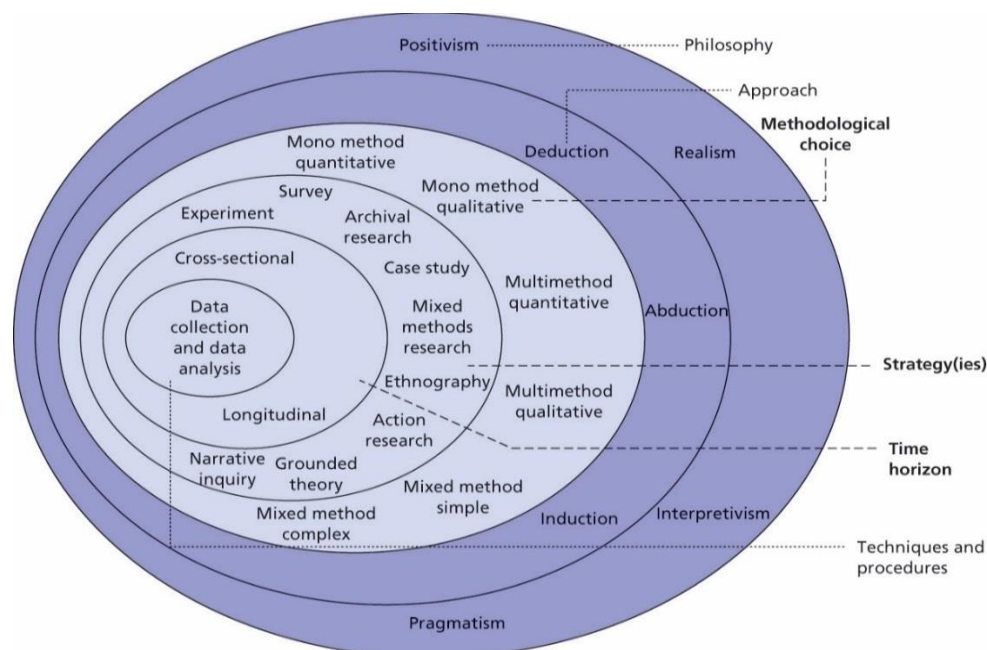 Positivism
Philosophy
Approach
Methodological
choice
Mono method
quantitative
Deduction
Realism
Mono method
qualitative
Survey
Experiment
Archival
research
Cross-sectional
Case study
Multimethod
quantitative
Data
collection
and data
analysis
Mixed
methods
research
Abduction
Strategy(ies)
Ethnography
Multimethod
qualitative
Longitudinal
Action
research
Time
horizon
Narrative
inquiry
Grounded
theory
Mixed method
simple
Mixed method
complex
Induction
Interpretivism
Techniques and
procedures
Pragmatism